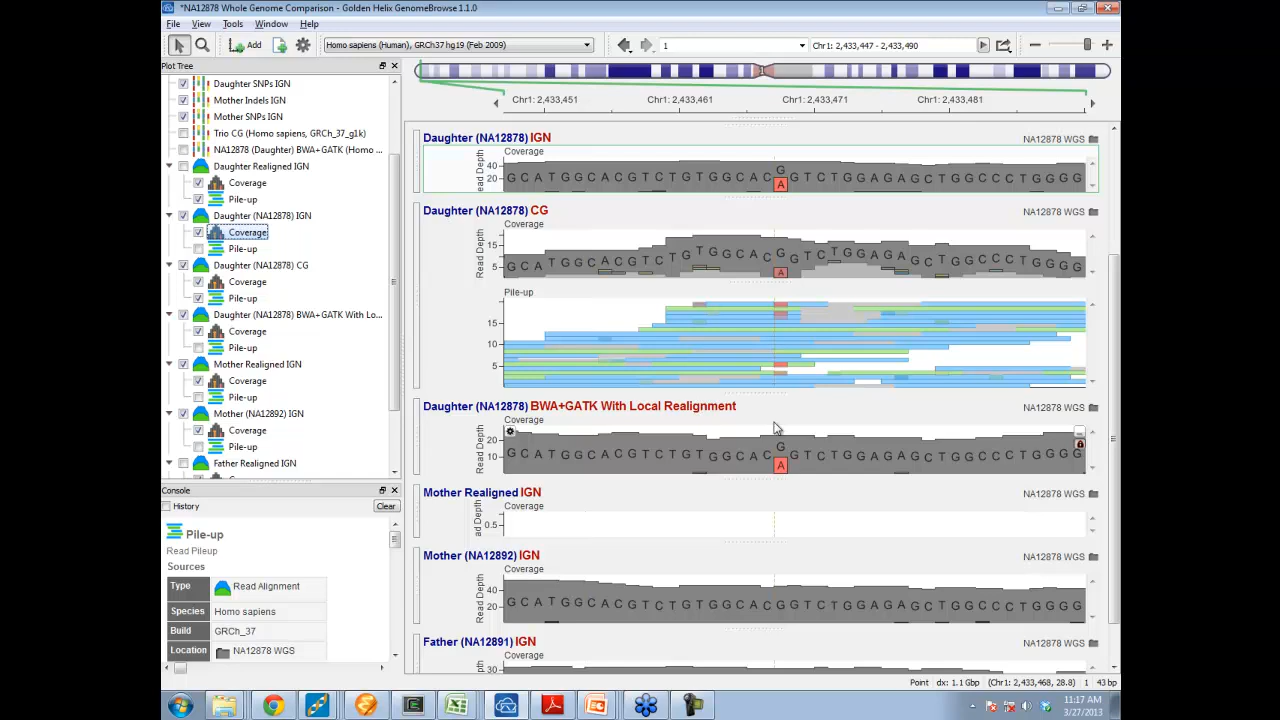 *NA12878 Whole Genome Comparison - Golden Helix GenomeBrowse 1.1.0
File View Tools Window Help
Add
Homo sapiens (Human), GRCh37 hg19 (Feb 2009)
1
Chr1: 2,433,447 - 2,433,490
Plot Tree
Daughter SNPs IGN
Mother Indels IGN
Mother SNPs IGN
Trio CG (Homo sapiens, GRCh_37_g1k)
NA12878 (Daughter) BWA+GATK (Homo ...
Daughter Realigned IGN
Coverage
Pile-up
Daughter (NA12878) IGN
Coverage
Pile-up
Daughter (NA12878) CG
Coverage
Pile-up
Daughter (NA12878) BWA+GATK With Lo...
Coverage
Pile-up
Mother Realigned IGN
Coverage
Pile-up
Mother (NA12892) IGN
Coverage
Pile-up
Father Realigned IGN
Console
History
Clear
Pile-up
Read Pileup
Sources
Type Read Alignment
Species Homo sapiens
Build GRCh_37
Location NA12878 WGS
Chr1: 2,433,451 Chr1: 2,433,461 Chr1: 2,433,471 Chr1: 2,433,481
Daughter (NA12878) IGN
NA12878 WGS
Coverage
40
20
ead Depth
G C A T G G C A C G T C T G T G G C A C G G T C T G G A G A G C T G G C C C T G G G G
A
Daughter (NA12878) CG
NA12878 WGS
Coverage
15
5
Read Depth
G C A T G G C A C G T C T G T G G C A C G G T C T G G A G A G C T G G C C C T G G G G
A
Pile-up
10
5
Daughter (NA12878) BWA+GATK With Local Realignment
NA12878 WGS
Coverage
20
10
Read Depth
G C A T G G C A C G T C T G T G G C A C G G T C T G G A G A G C T G G C C C T G G G G
A
Mother Realigned IGN
NA12878 WGS
Coverage
0.5
ad Depth
Mother (NA12892) IGN
NA12878 WGS
Coverage
40
20
Read Depth
G C A T G G C A C G T C T G T G G C A C G G T C T G G A G A G C T G G C C C T G G G G
Father (NA12891) IGN
NA12878 WGS
Coverage
30
pth
Point dx: 1.1 Gbp (Chr1: 2,433,468, 28.8) 1 43 bp
11:17 AM
3/27/2013